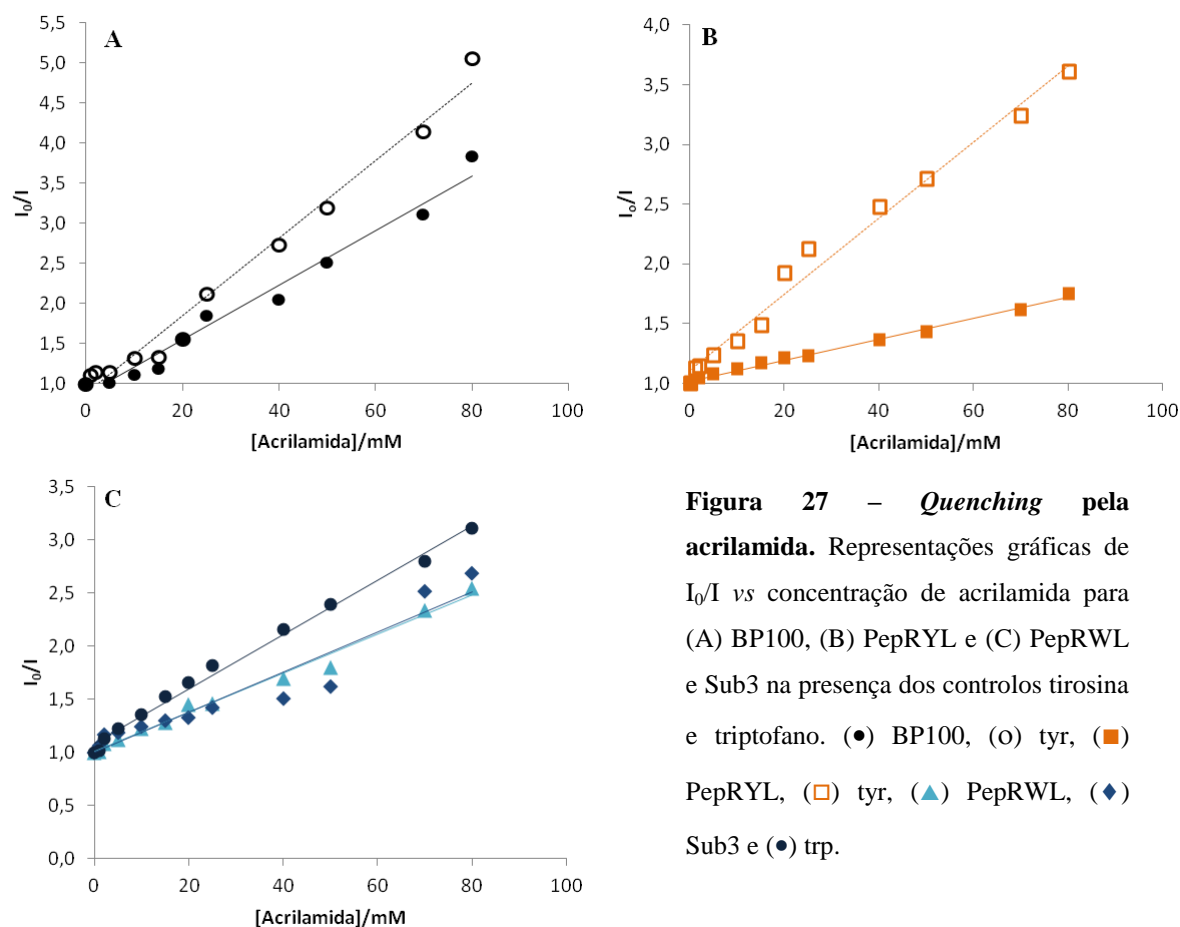 A
5,5
5,0
4,5
4,0
3,5
3,0
2,5
2,0
1,5
1,0
I₀/I
0 20 40 60 80 100
[Acrilamida]/mM
B
4,0
3,5
3,0
2,5
2,0
1,5
1,0
I₀/I
0 20 40 60 80 100
[Acrilamida]/mM
C
3,5
3,0
2,5
2,0
1,5
1,0
0,5
0,0
I₀/I
0 20 40 60 80 100
[Acrilamida]/mM
Figura 27 – Quenching pela
acrilamida. Representações gráficas de
I₀/I vs concentração de acrilamida para
(A) BP100, (B) PepRYL e (C) PepRWL
e Sub3 na presença dos controlos tirosina
e triptofano. (●) BP100, (o) tyr, (■)
PepRYL, (□) tyr, (▲) PepRWL, (◆)
Sub3 e (●) trp.